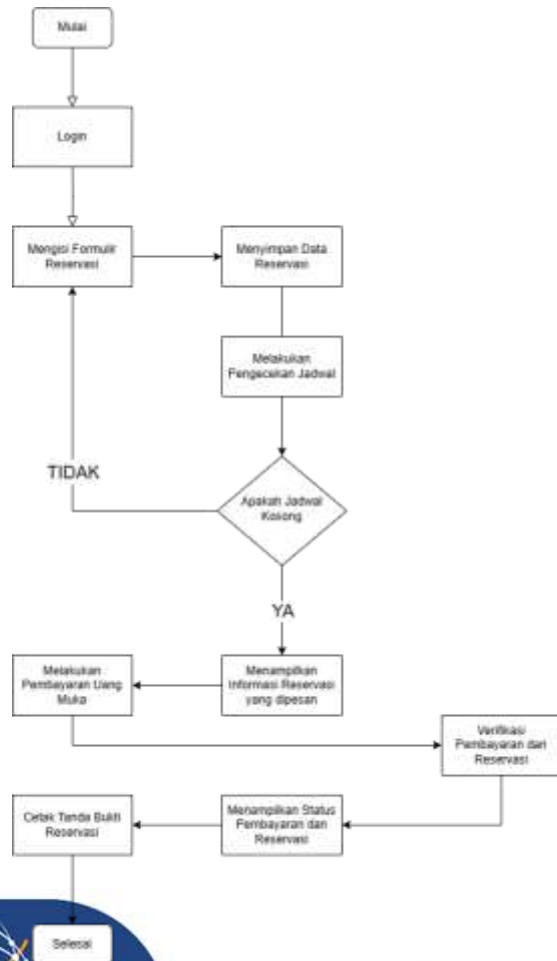 Mulai
Login
Mengisi Formulir
Reservasi
Menyimpan Data
Reservasi
Melakukan
Pengecekan Jadwal
Apakah Jadwal
Kosong
TIDAK
YA
Menampilkan
Informasi Reservasi
yang dipesan
Melakukan
Pembayaran Uang
Muka
Verifikasi
Pembayaran dan
Reservasi
Menampilkan Status
Pembayaran dan
Reservasi
Cetak Tanda Bukti
Reservasi
Selesai